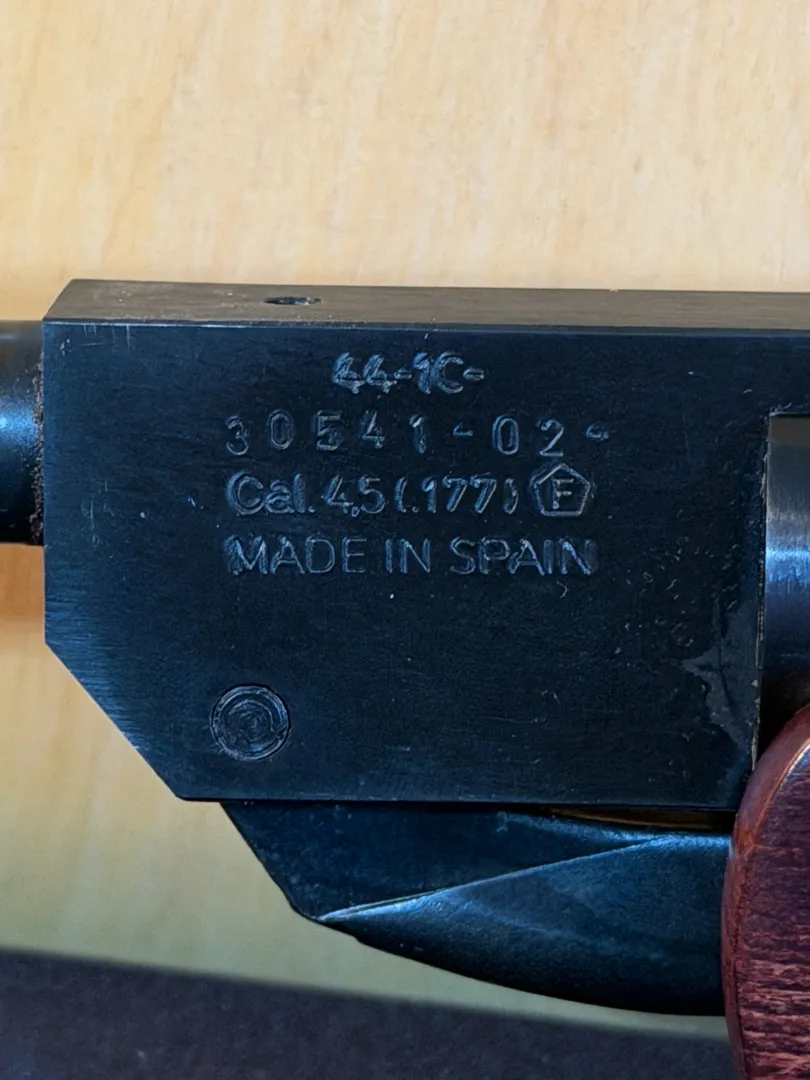 44-1C-
30541-02-
Cal. 4,5 (.177) F
MADE IN SPAIN